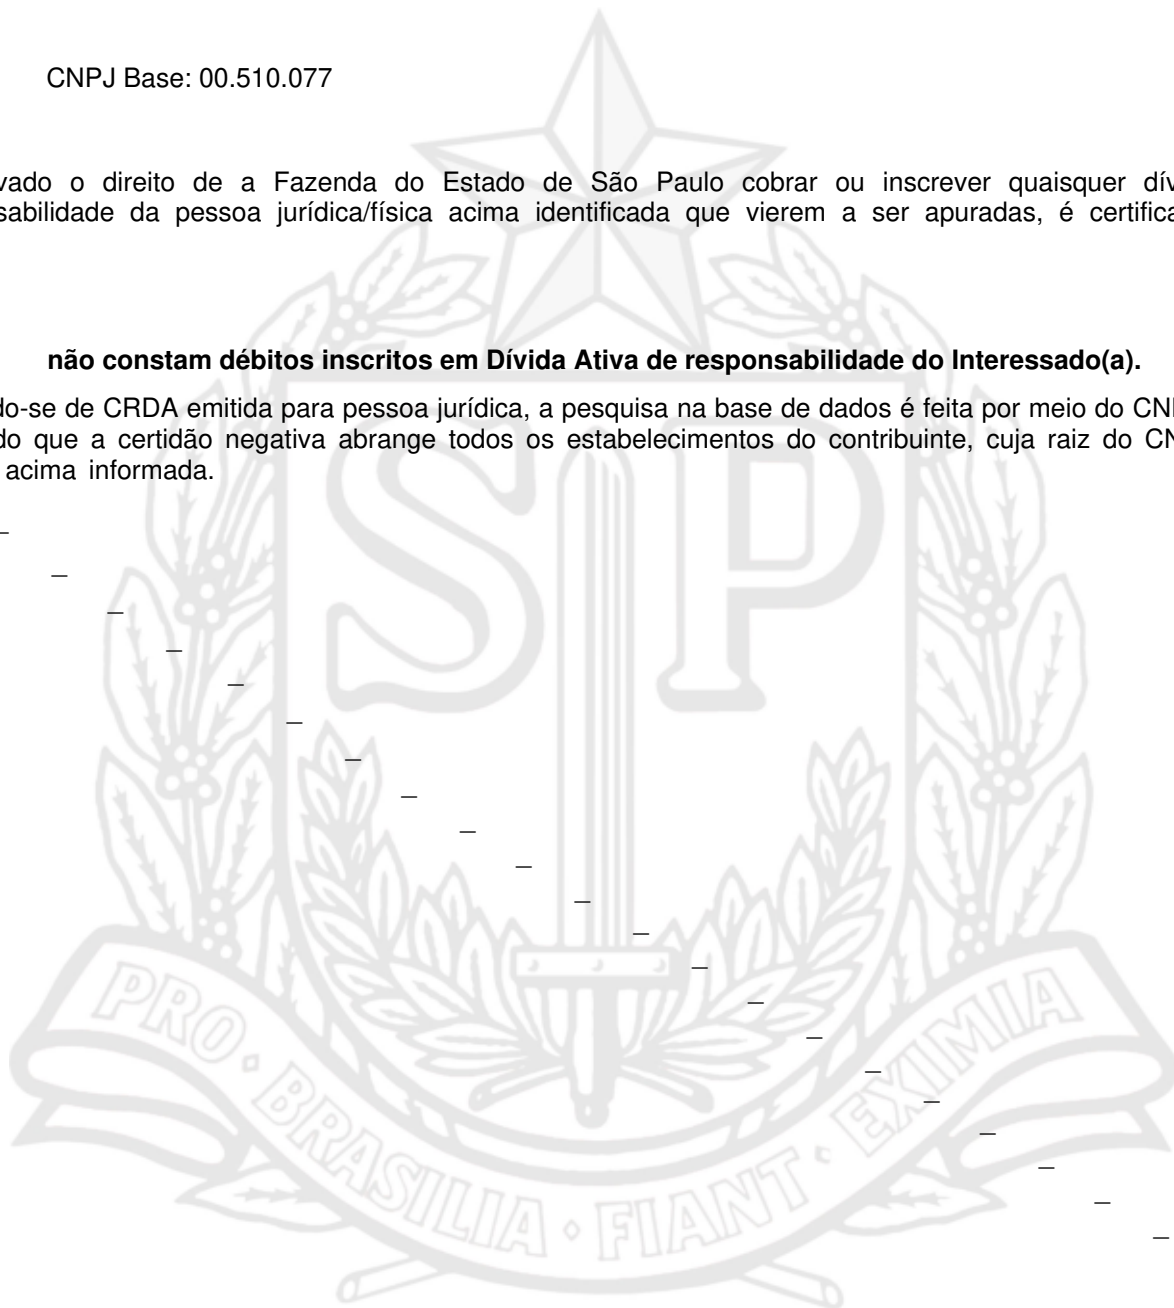 CNPJ Base: 00.510.077
vado o direito de a Fazenda do Estado de São Paulo cobrar ou inscrever quaisquer dív
sabilidade da pessoa jurídica/física acima identificada que vierem a ser apuradas, é certifica
não constam débitos inscritos em Dívida Ativa de responsabilidade do Interessado(a).
do-se de CRDA emitida para pessoa jurídica, a pesquisa na base de dados é feita por meio do CN
do que a certidão negativa abrange todos os estabelecimentos do contribuinte, cuja raiz do CN
acima informada.
SP
PRO • BRASILIA • FIANT • EXIMIA